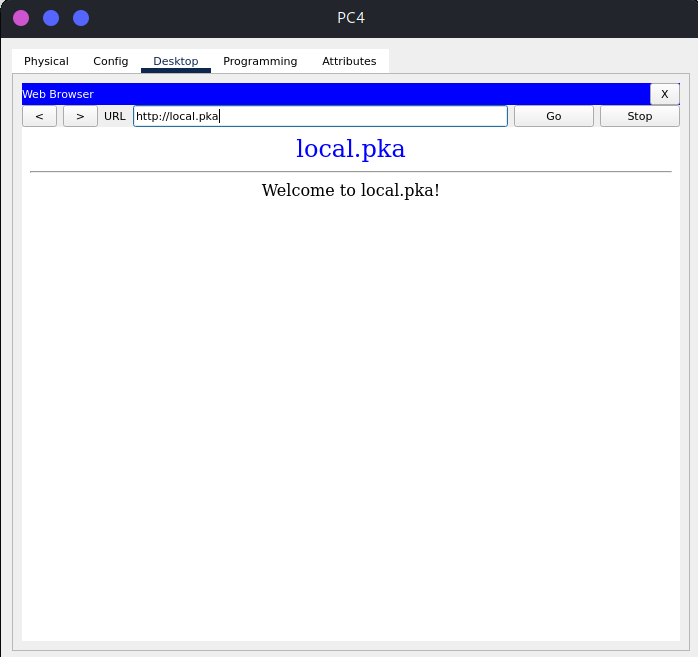 PC4
Physical Config Desktop Programming Attributes
Web Browser X
< > URL http://local.pka Go Stop
local.pka
Welcome to local.pka!